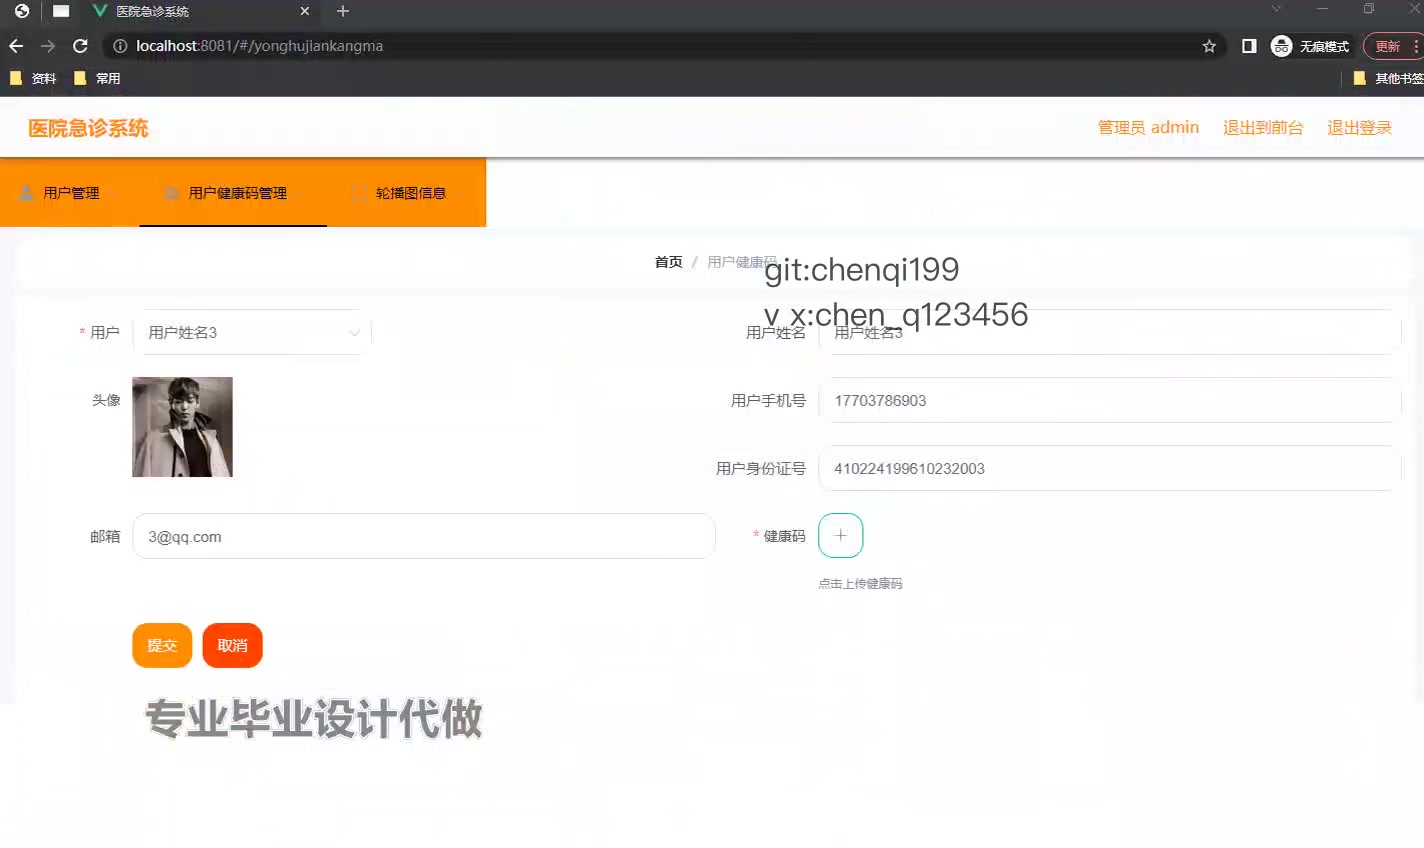 医院急诊系统
localhost:8081/#/yonghujiankangma
无痕模式
更新
资料
常用
其他书签
医院急诊系统
管理员 admin
退出到前台
退出登录
用户管理
用户健康码管理
轮播图信息
首页 / 用户健康码
git:chenqi199
v x:chen_q123456
* 用户
用户姓名3
用户姓名
用户姓名3
头像
用户手机号
17703786903
用户身份证号
410224199610232003
邮箱
3@qq.com
* 健康码
点击上传健康码
提交
取消
专业毕业设计代做